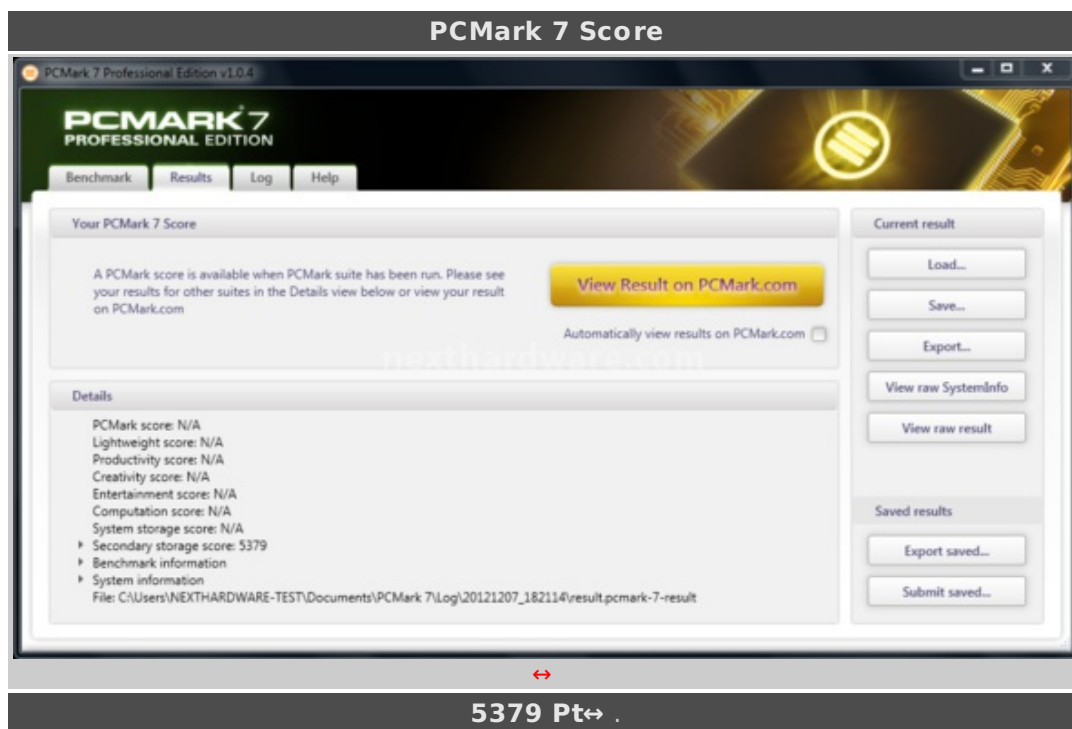 PCMark 7 Score
PCMark 7 Professional Edition v1.0.4
PCMARK 7
PROFESSIONAL EDITION
Benchmark Results Log Help
Your PCMark 7 Score
A PCMark score is available when PCMark suite has been run. Please see
your results for other suites in the Details view below or view your result
on PCMark.com
View Result on PCMark.com
Automatically view results on PCMark.com
nexthardware.com
Details
PCMark score: N/A
Lightweight score: N/A
Productivity score: N/A
Creativity score: N/A
Entertainment score: N/A
Computation score: N/A
System storage score: N/A
Secondary storage score: 5379
Benchmark information
System information
File: C:\Users\NEXTHARDWARE-TEST\Documents\PCMark 7\Log\20121207_182114\result.pcmark-7-result
Current result
Load...
Save...
Export...
View raw SystemInfo
View raw result
Saved results
Export saved...
Submit saved...
↔
5379 Pt↔ .